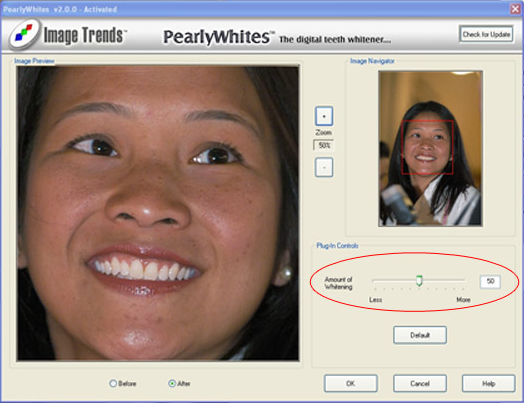 PearlyWhites v2.0.0 - Activated
Image Trends™
PearlyWhites™ The digital teeth whitener...
Check for Update
Image Preview
Image Navigator
+
Zoom
50%
-
Plug-In Controls
Amount of
Whitening
50
Less More
Default
Before After
OK Cancel Help